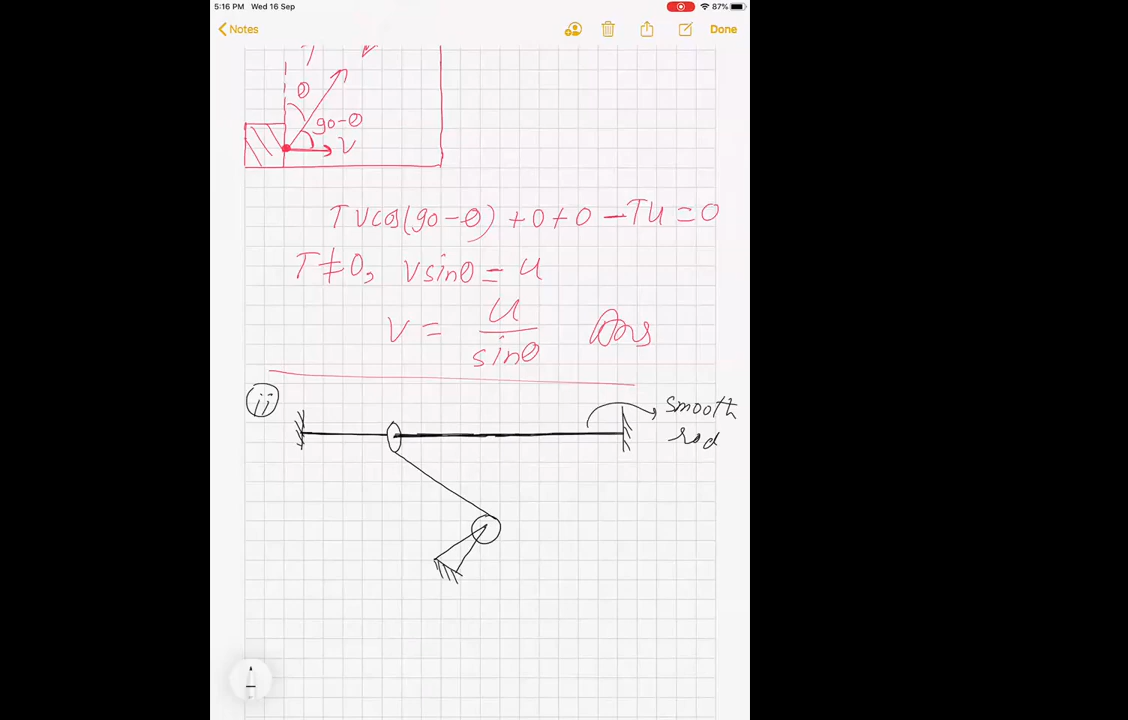 5:16 PM Wed 16 Sep
87%
Notes
Done
θ
90-θ
V
TVcos(90-θ)+0+0-TU=0
T≠0, Vsinθ=U
V = U/sinθ Ans
ii
smooth
rod